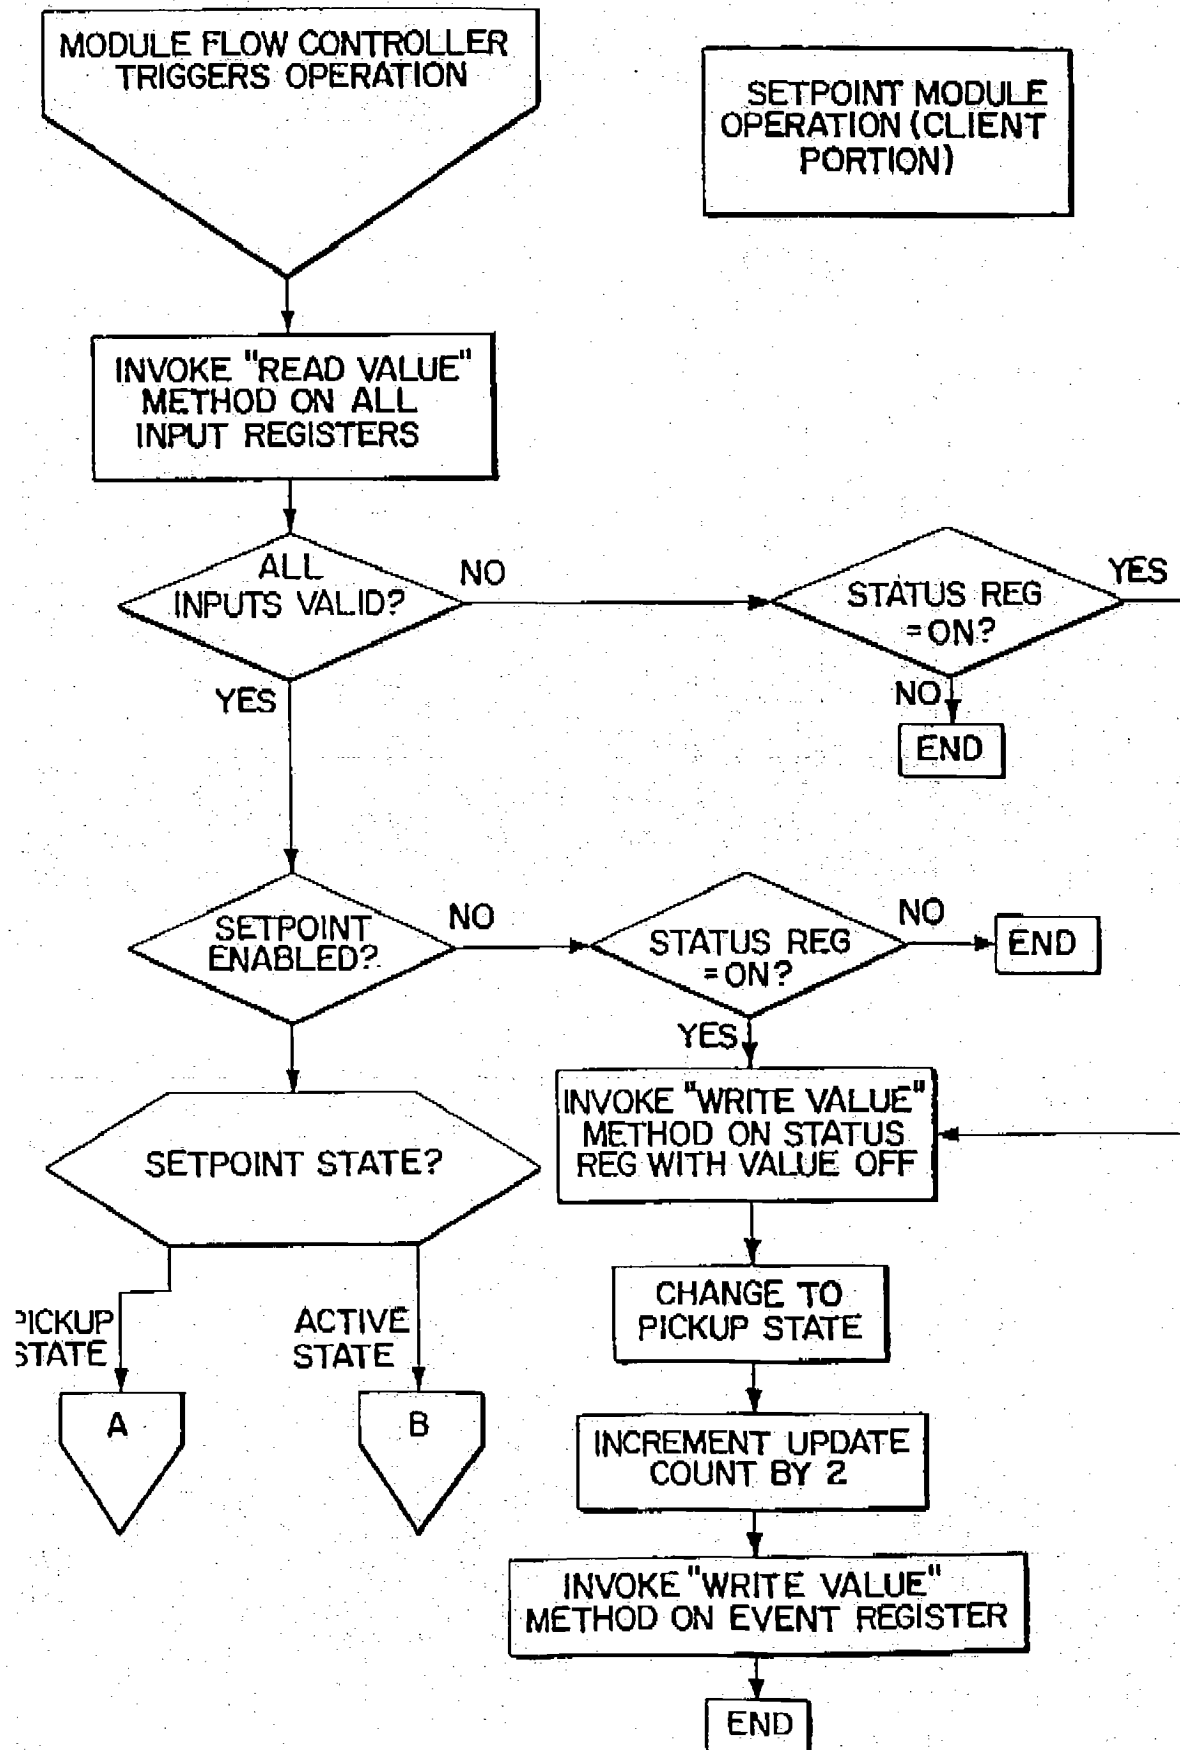 MODULE FLOW CONTROLLER
TRIGGERS OPERATION
SETPOINT MODULE
OPERATION (CLIENT
PORTION)
INVOKE "READ VALUE"
METHOD ON ALL
INPUT REGISTERS
ALL
INPUTS VALID?
NO
STATUS REG
=ON?
YES
NO
END
YES
SETPOINT
ENABLED?
NO
STATUS REG
=ON?
NO
END
YES
INVOKE "WRITE VALUE"
METHOD ON STATUS
REG WITH VALUE OFF
SETPOINT STATE?
CHANGE TO
PICKUP STATE
PICKUP
STATE
ACTIVE
STATE
A
B
INCREMENT UPDATE
COUNT BY 2
INVOKE "WRITE VALUE"
METHOD ON EVENT REGISTER
END